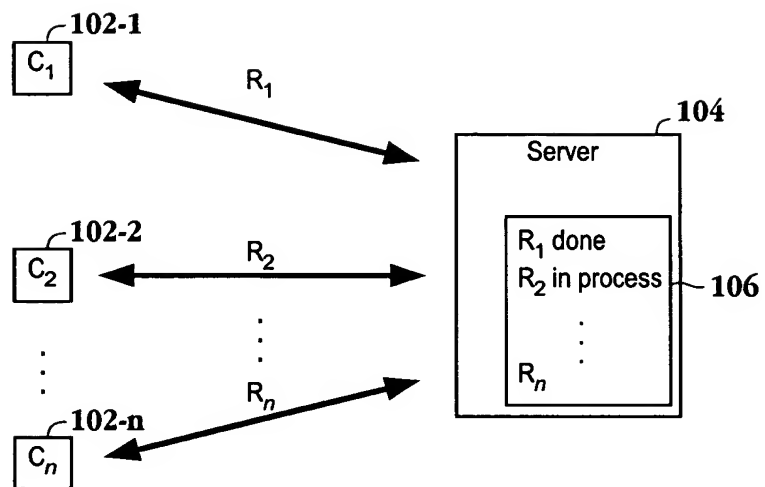 102-1
C1
R1
104
Server
102-2
C2
R2
R1 done
R2 in process
106
Rn
Rn
102-n
Cn